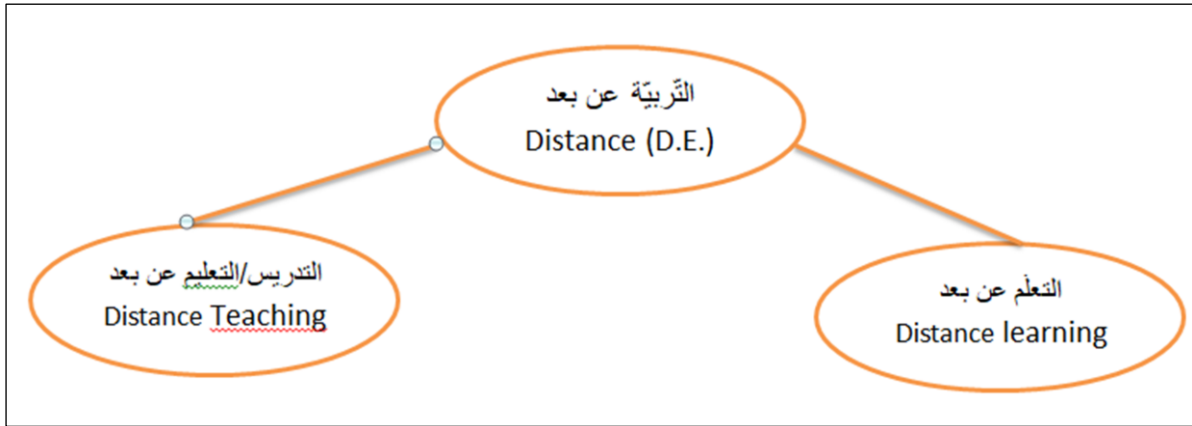 التّربيّة عن بعد
Distance (D.E.)
التدريس/التعليم عن بعد
Distance Teaching
التعلّم عن بعد
Distance learning